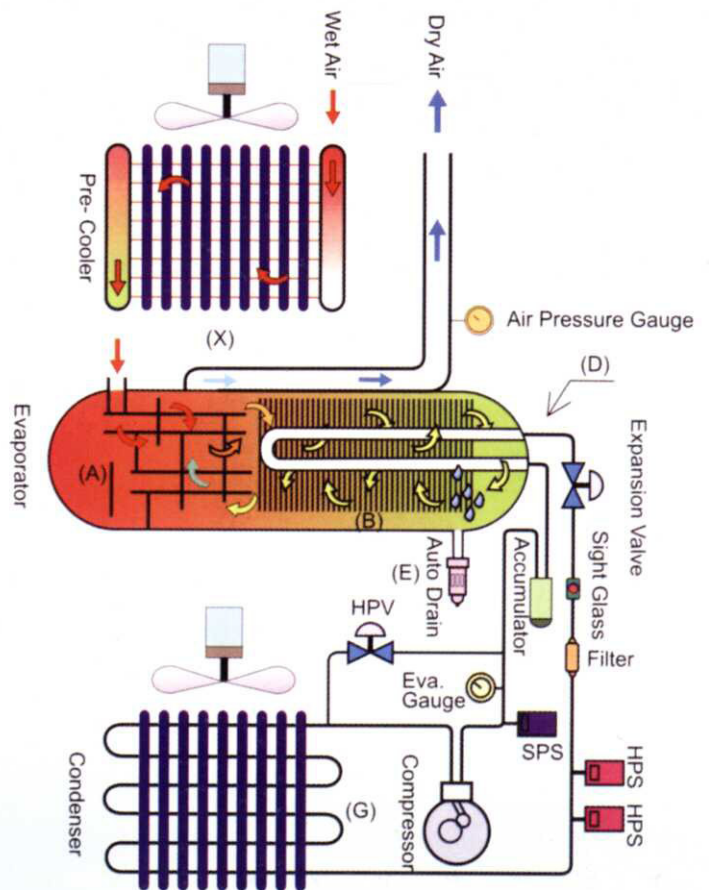 Wet Air
Dry Air
Pre- Cooler
(X)
Air Pressure Gauge
(D)
Evaporator
(A)
(B)
Expansion Valve
Sight Glass
Accumulator
Auto Drain
(E)
HPV
Filter
Eva.
Gauge
SPS
HPS
HPS
Compressor
Condenser
(G)